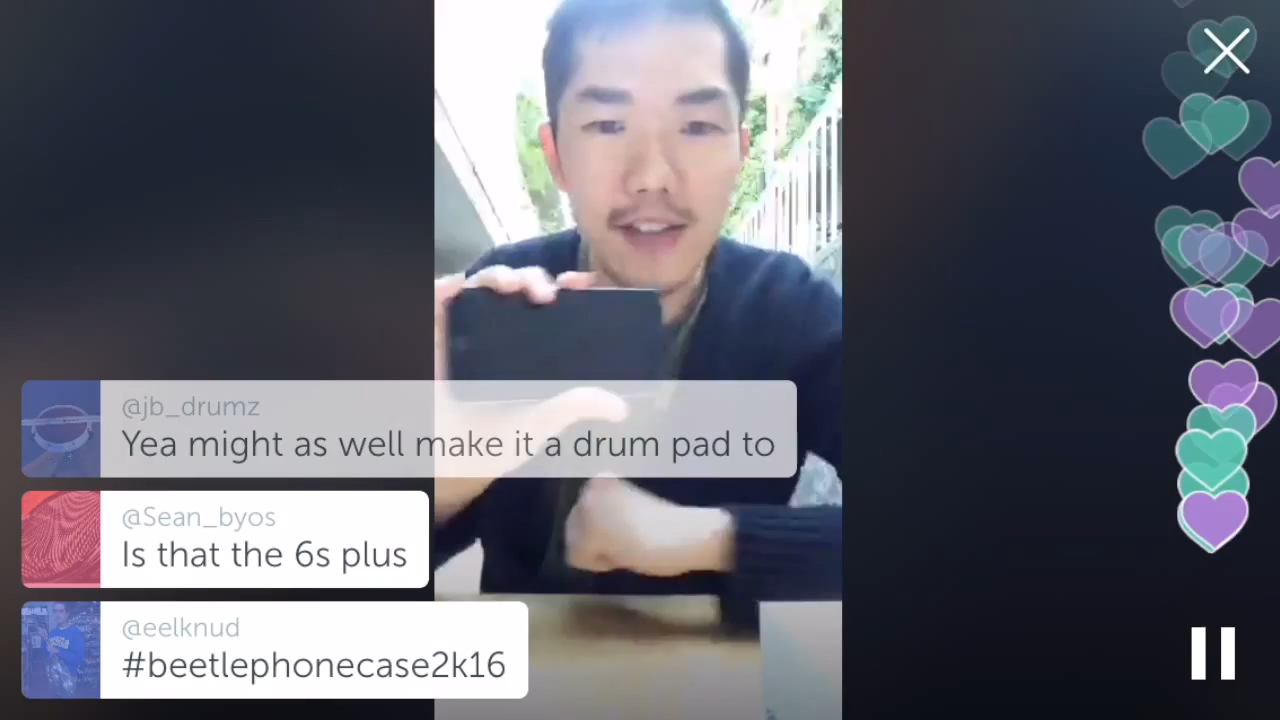 @jb_drumz
Yea might as well make it a drum pad to
@Sean_byos
Is that the 6s plus
@eelknud
#beetlephonecase2k16